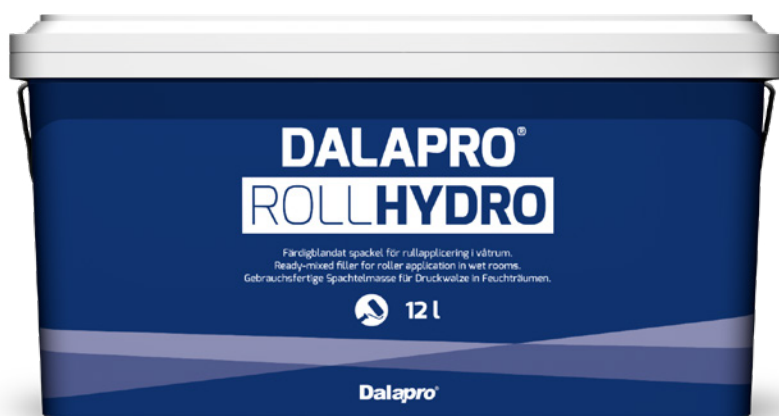 DALAPRO®
ROLLHYDRO
Färdigblandat spackel för rullapplicering i våtrum.
Ready-mixed filler for roller application in wet rooms.
Gebrauchsfertige Spachtelmasse für Druckwalze in Feuchträumen.
12 l
Dalapro®